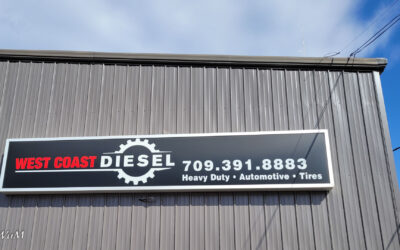 WEST COAST DIESEL
709.391.8883
Heavy Duty • Automotive • Tires